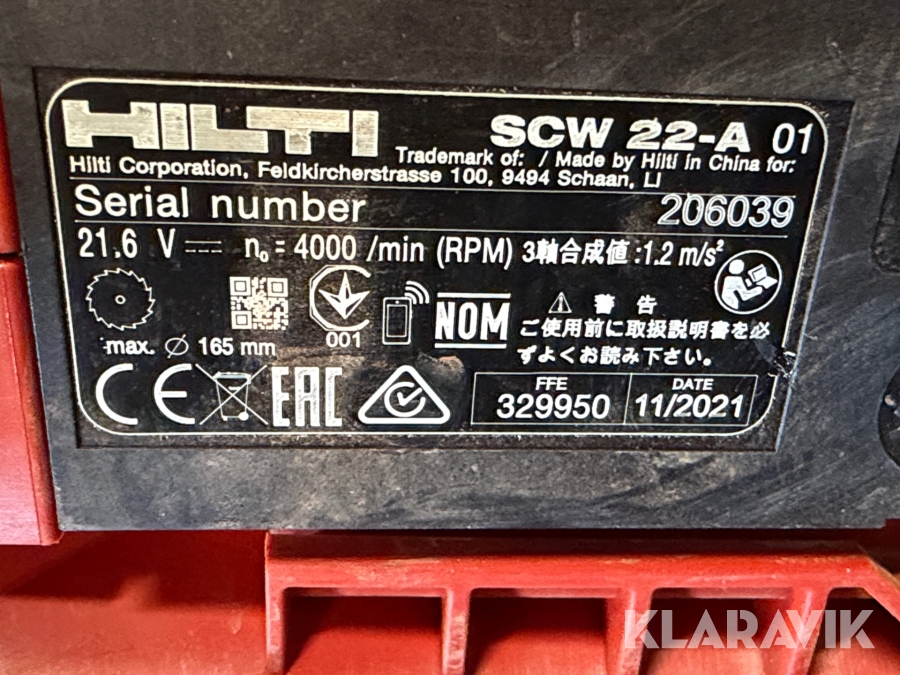 HILTI SCW 22-A 01
Trademark of: / Made by Hilti in China for:
Hilti Corporation, Feldkircherstrasse 100, 9494 Schaan, LI
Serial number 206039
21.6 V n₀ = 4000 /min (RPM) 3軸合成値:1.2 m/s²
max. Ø 165 mm
001
NOM
⚠ 警告
ご使用前に取扱説明書を必
ずよくお読み下さい。
CE EAC
FFE
329950
DATE
11/2021
KLARAVIK